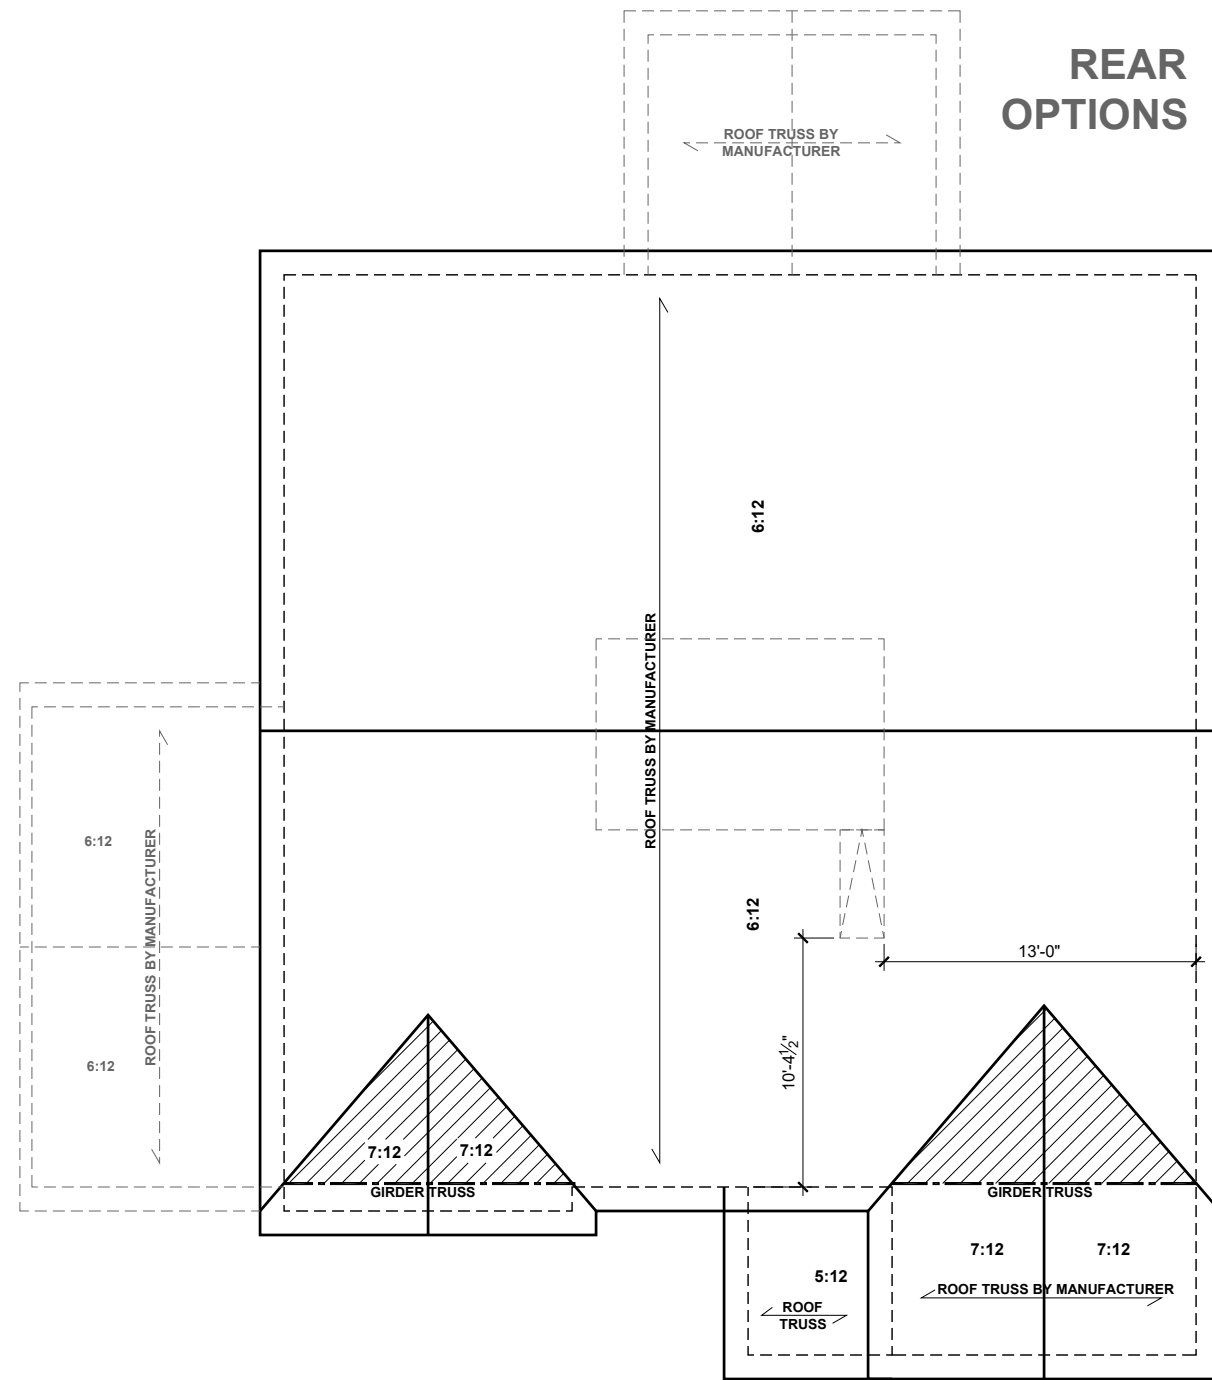 REAR
OPTIONS
ROOF TRUSS BY
MANUFACTURER
6:12
ROOF TRUSS BY MANUFACTURER
6:12
ROOF TRUSS BY MANUFACTURER
6:12
6:12
13'-0"
10'-4½"
7:12
7:12
GIRDER TRUSS
GIRDER TRUSS
7:12
7:12
5:12
ROOF TRUSS BY MANUFACTURER
ROOF
TRUSS